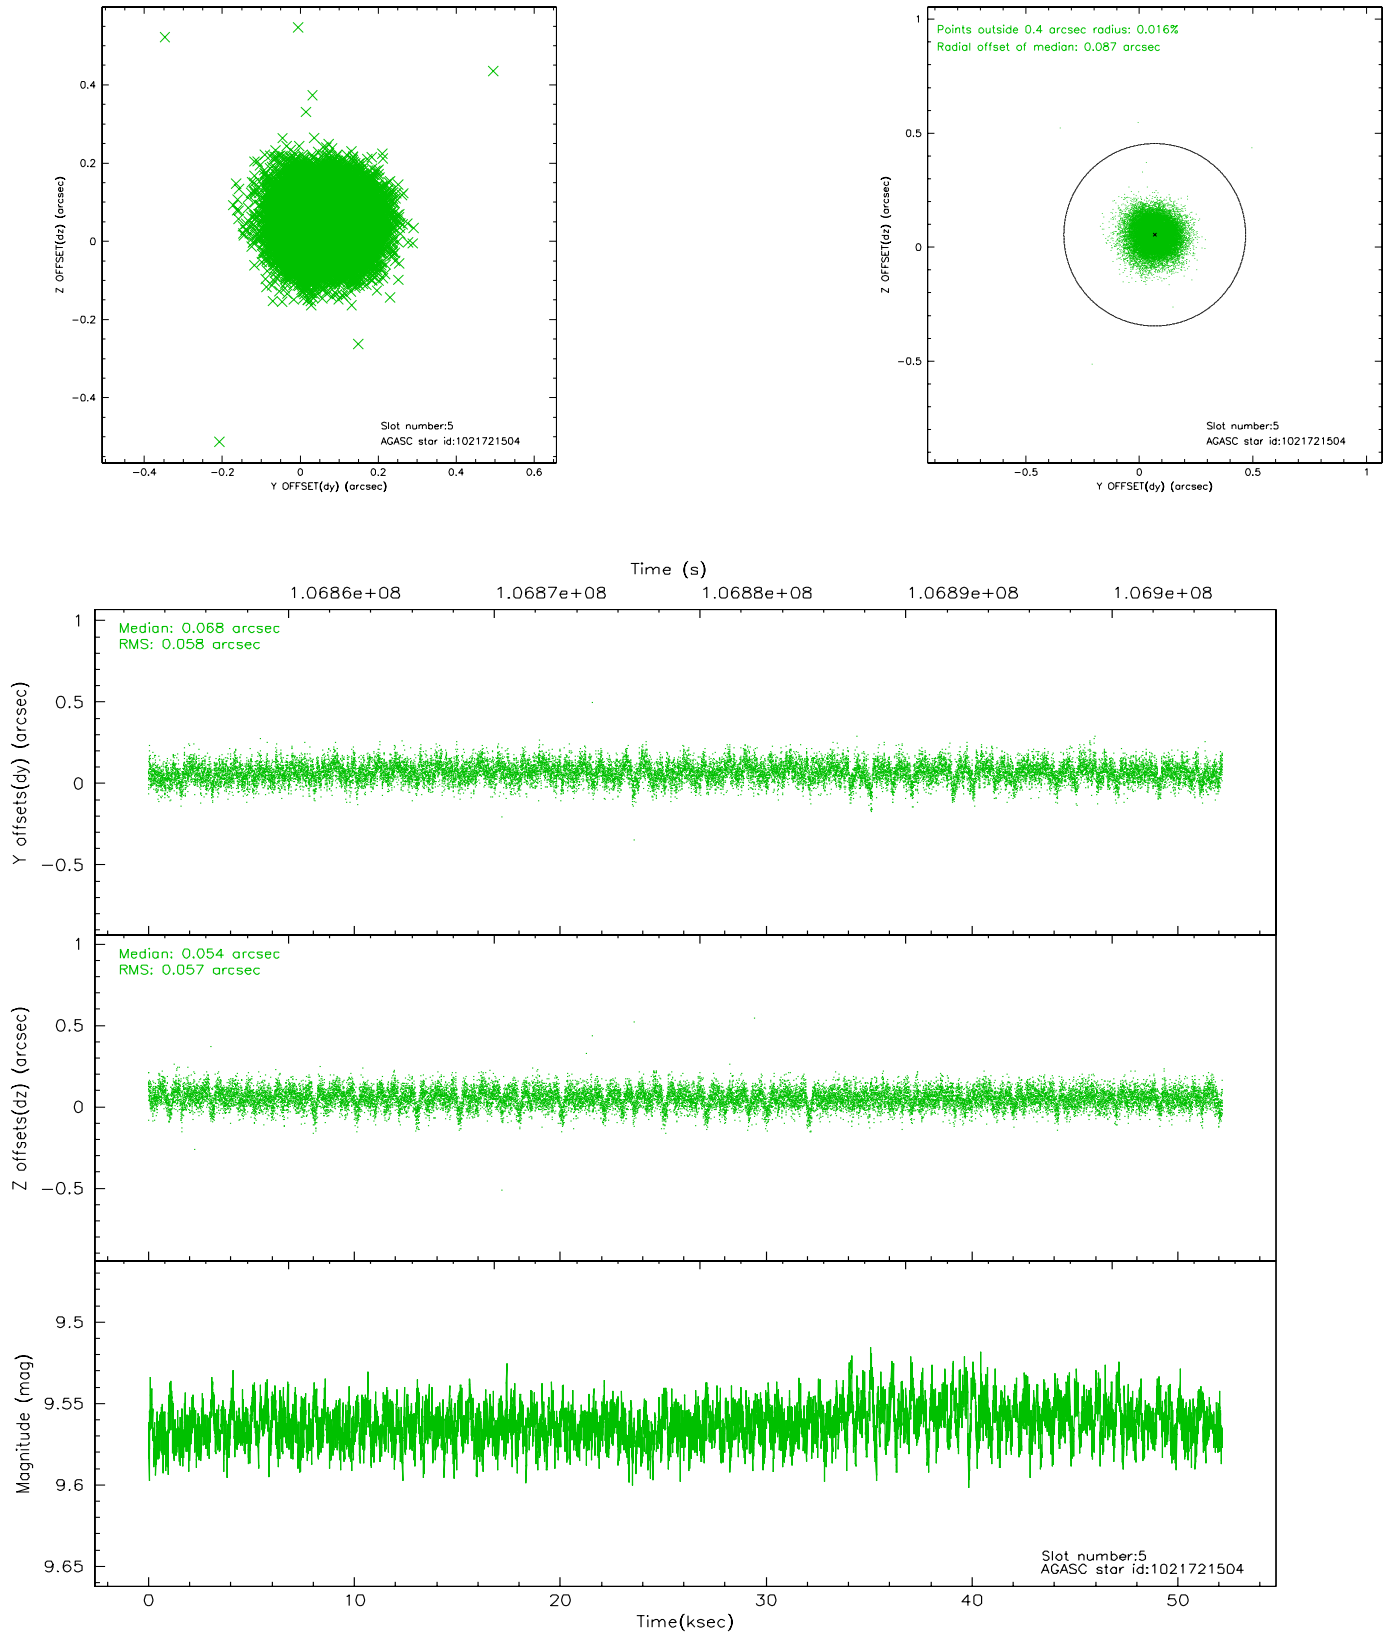 0.4
0.2
0
−0.2
−0.4
Z OFFSET(dz) (arcsec)
Slot number:5
AGASC star id:1021721504
−0.4 −0.2 0 0.2 0.4 0.6
Y OFFSET(dy) (arcsec)
Points outside 0.4 arcsec radius: 0.016%
Radial offset of median: 0.087 arcsec
1
0.5
0
−0.5
Z OFFSET(dz) (arcsec)
Slot number:5
AGASC star id:1021721504
−0.5 0 0.5 1
Y OFFSET(dy) (arcsec)
Time (s)
1.0686e+08 1.0687e+08 1.0688e+08 1.0689e+08 1.069e+08
Median: 0.068 arcsec
RMS: 0.058 arcsec
1
0.5
0
−0.5
Y offsets(dy) (arcsec)
Median: 0.054 arcsec
RMS: 0.057 arcsec
1
0.5
0
−0.5
Z offsets(dz) (arcsec)
9.5
9.55
9.6
9.65
Magnitude (mag)
Slot number:5
AGASC star id:1021721504
0 10 20 30 40 50
Time(ksec)